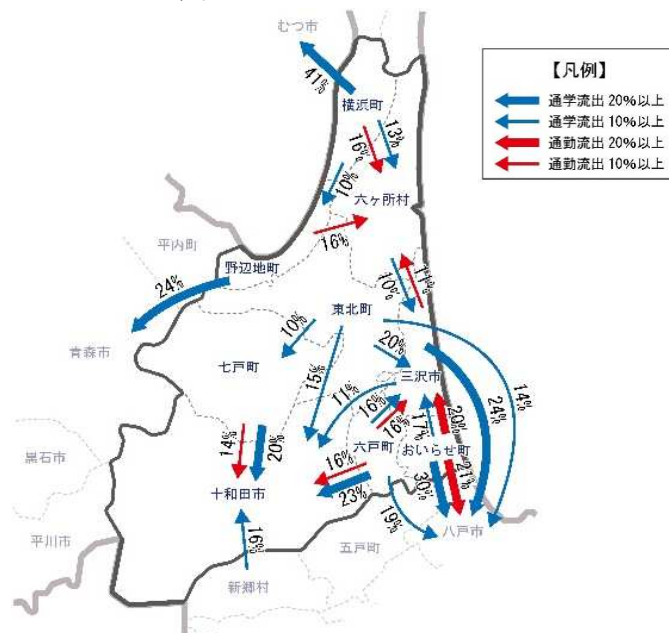 むつ市
【凡例】
通学流出 20%以上
通学流出 10%以上
通勤流出 20%以上
通勤流出 10%以上
41%
横浜町
16%
13%
10%
六ヶ所村
16%
平内町
野辺地町
24%
10%
11%
東北町
青森市
10%
20%
七戸町
15%
三沢市
11%
14%
24%
16%
16%
17%
20%
14%
20%
六戸町
おいらせ町
黒石市
16%
十和田市
23%
30%
21%
19%
八戸市
平川市
16%
五戸町
新郷村